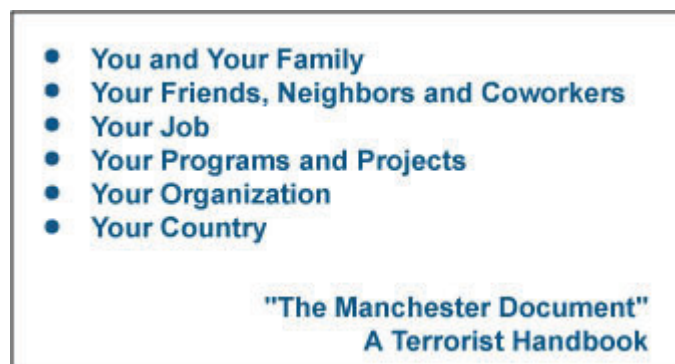 You and Your Family
Your Friends, Neighbors and Coworkers
Your Job
Your Programs and Projects
Your Organization
Your Country
"The Manchester Document"
A Terrorist Handbook